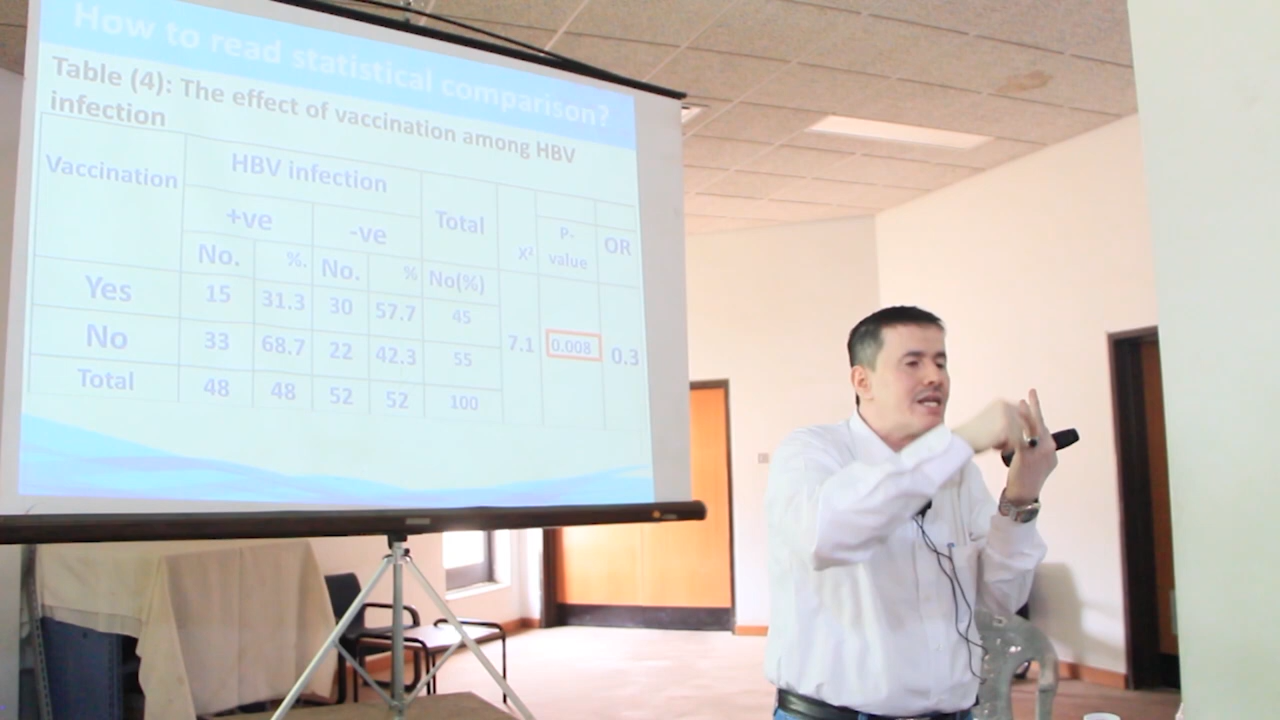 How to read statistical comparison?
Table (4): The effect of vaccination among HBV
infection
Vaccination HBV infection Total X² P-value OR
+ve -ve
No. %. No. % No(%)
Yes 15 31.3 30 57.7 45
No 33 68.7 22 42.3 55 7.1 0.008 0.3
Total 48 48 52 52 100